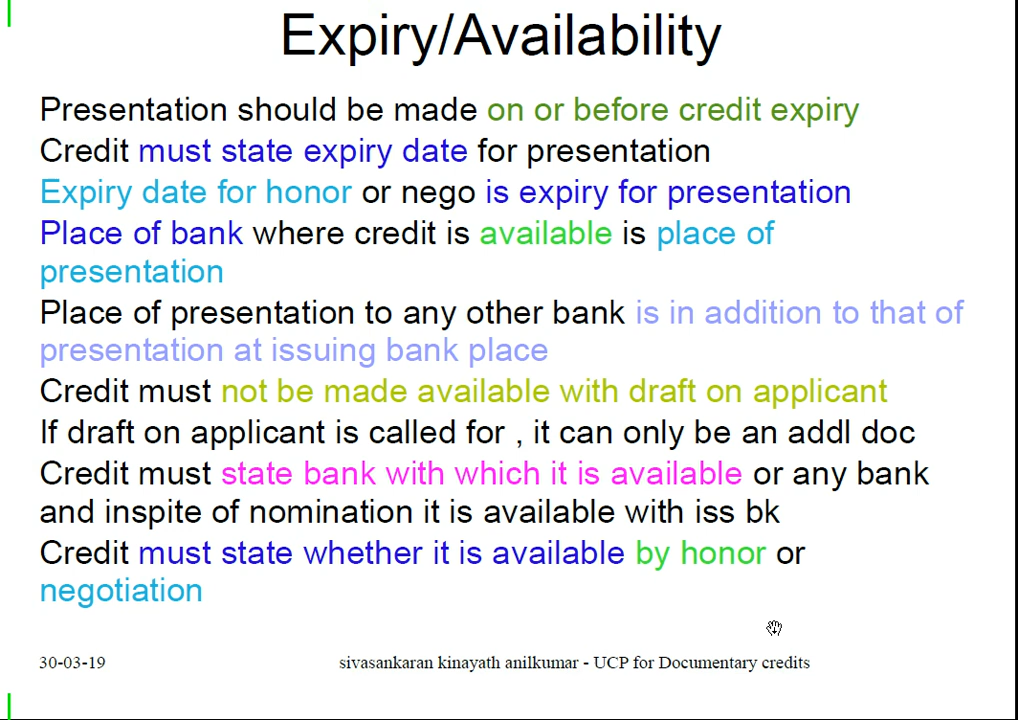 Expiry/Availability
Presentation should be made on or before credit expiry
Credit must state expiry date for presentation
Expiry date for honor or nego is expiry for presentation
Place of bank where credit is available is place of
presentation
Place of presentation to any other bank is in addition to that of
presentation at issuing bank place
Credit must not be made available with draft on applicant
If draft on applicant is called for , it can only be an addl doc
Credit must state bank with which it is available or any bank
and inspite of nomination it is available with iss bk
Credit must state whether it is available by honor or
negotiation
30-03-19 sivasankaran kinayath anilkumar - UCP for Documentary credits